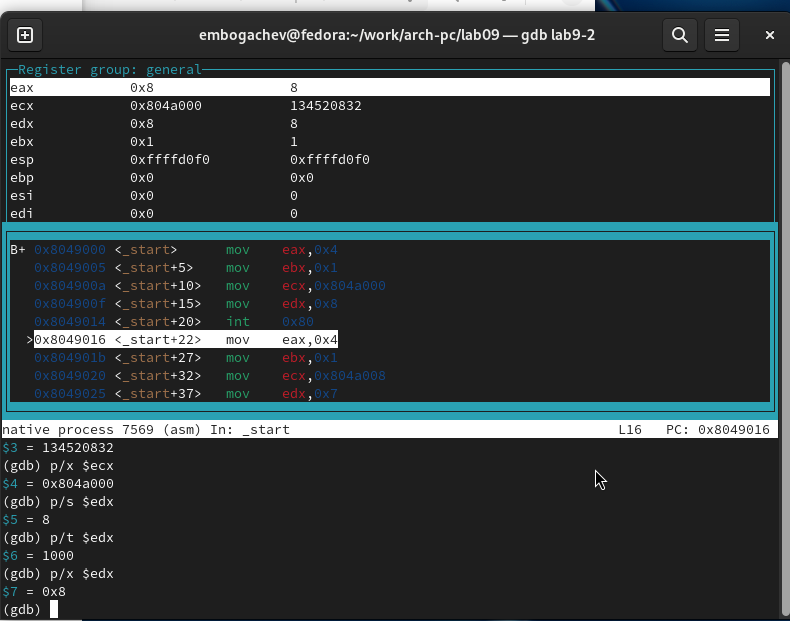 embogachev@fedora:~/work/arch-pc/lab09 — gdb lab9-2
Register group: general
eax 0x8 8
ecx 0x804a000 134520832
edx 0x8 8
ebx 0x1 1
esp 0xffffd0f0 0xffffd0f0
ebp 0x0 0x0
esi 0x0 0
edi 0x0 0
B+ 0x8049000 <_start> mov eax,0x4
0x8049005 <_start+5> mov ebx,0x1
0x804900a <_start+10> mov ecx,0x804a000
0x804900f <_start+15> mov edx,0x8
0x8049014 <_start+20> int 0x80
>0x8049016 <_start+22> mov eax,0x4
0x804901b <_start+27> mov ebx,0x1
0x8049020 <_start+32> mov ecx,0x804a008
0x8049025 <_start+37> mov edx,0x7
native process 7569 (asm) In: _start L16 PC: 0x8049016
$3 = 134520832
(gdb) p/x $ecx
$4 = 0x804a000
(gdb) p/s $edx
$5 = 8
(gdb) p/t $edx
$6 = 1000
(gdb) p/x $edx
$7 = 0x8
(gdb)